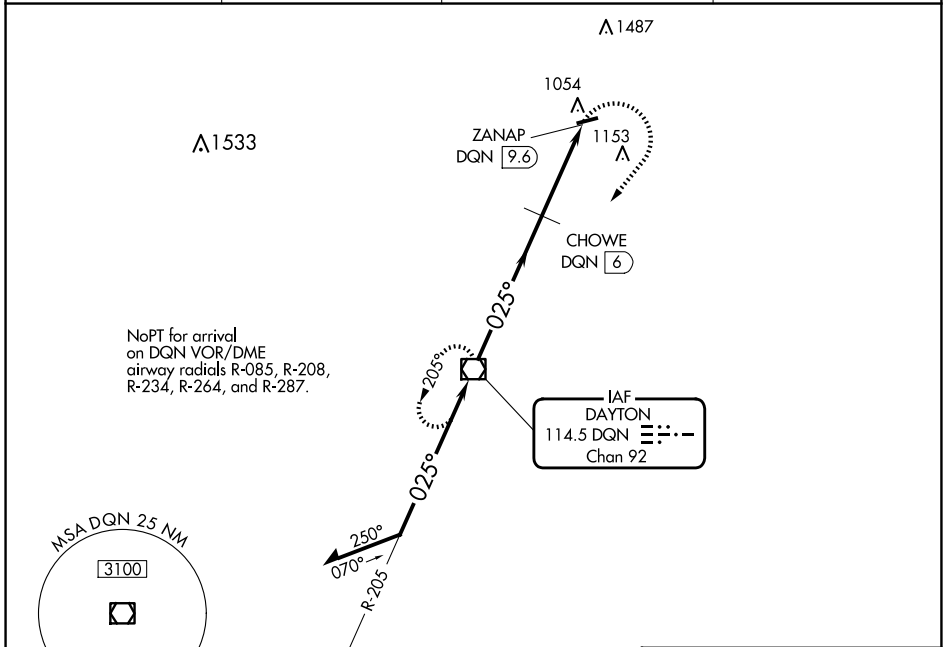 1487
1054
1533
ZANAP
DQN 9.6
1153
CHOWE
DQN 6
025°
NoPT for arrival
on DQN VOR/DME
airway radials R-085, R-208,
R-234, R-264, and R-287.
205°
IAF
DAYTON
114.5 DQN
Chan 92
025°
250°
070°
R-205
MSA DQN 25 NM
3100